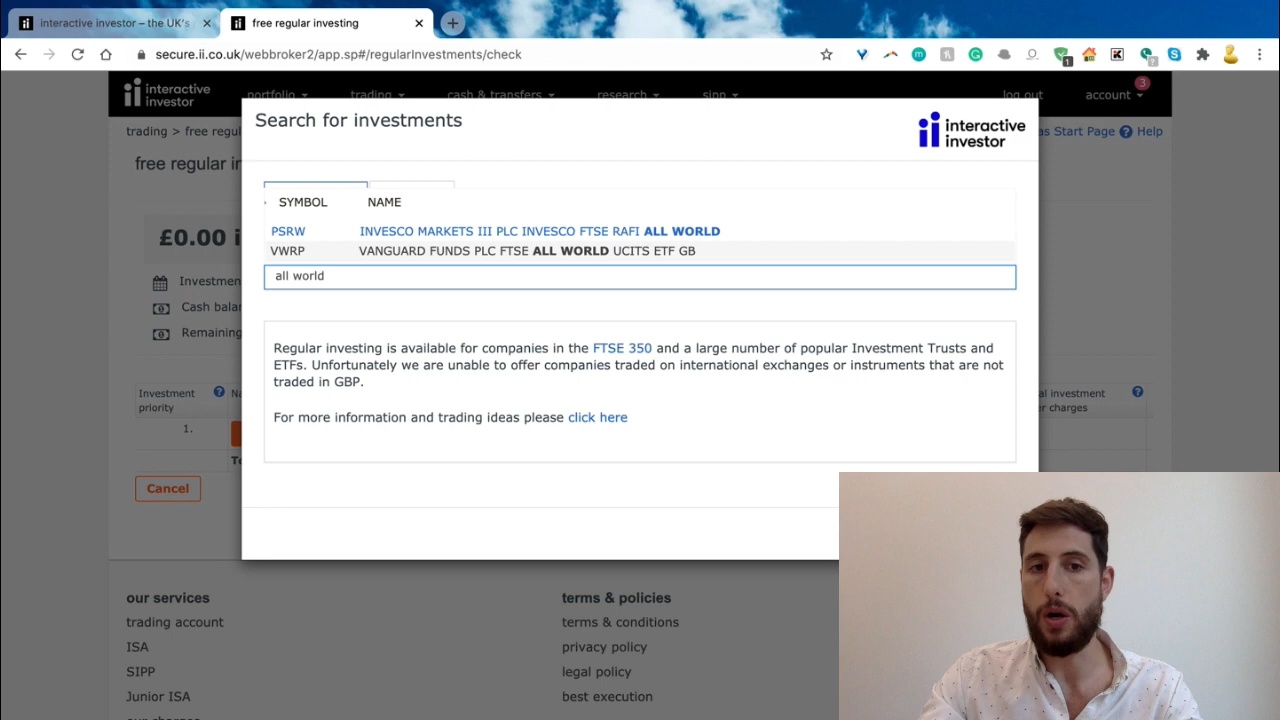 interactive investor – the UK's
free regular investing
secure.ii.co.uk/webbroker2/app.sp#/regularInvestments/check
interactive
investor
portfolio
trading
cash & transfers
research
sipp
log out
account
3
trading > free regul
as Start Page
Help
free regular in
Search for investments
interactive
investor
SYMBOL NAME
PSRW INVESCO MARKETS III PLC INVESCO FTSE RAFI ALL WORLD
VWRP VANGUARD FUNDS PLC FTSE ALL WORLD UCITS ETF GB
all world
£0.00 i
Investmen
Cash balan
Remaining
Regular investing is available for companies in the FTSE 350 and a large number of popular Investment Trusts and
ETFs. Unfortunately we are unable to offer companies traded on international exchanges or instruments that are not
traded in GBP.
For more information and trading ideas please click here
Investment
priority
Na
al investment
er charges
1.
To
Cancel
our services
trading account
ISA
SIPP
Junior ISA
terms & policies
terms & conditions
privacy policy
legal policy
best execution